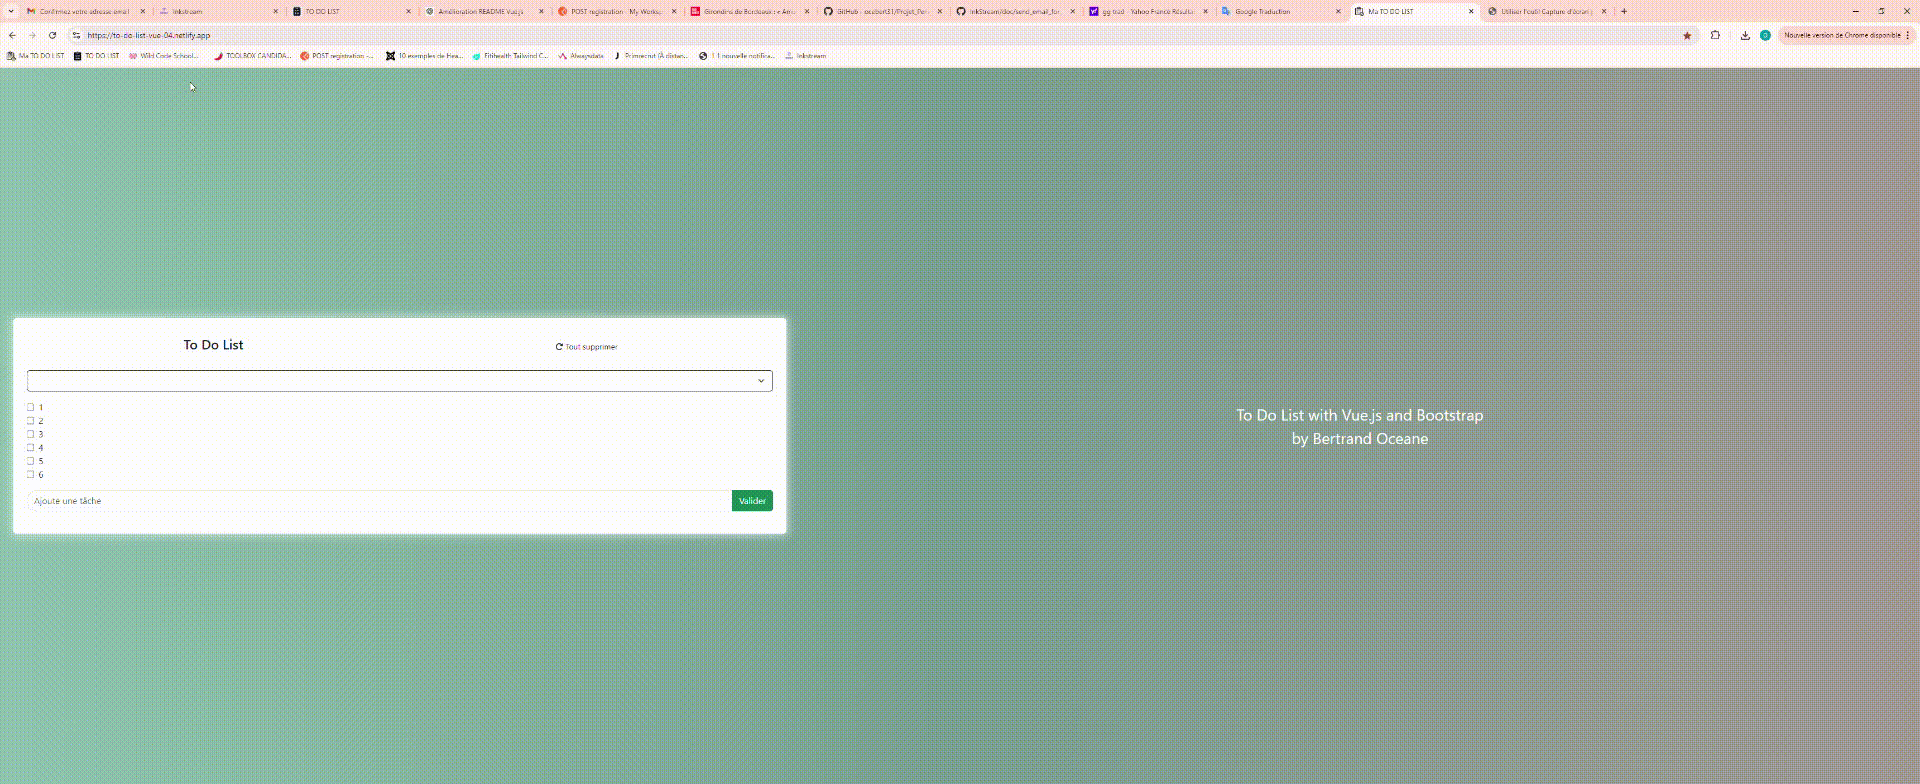 Confirmez votre adresse email
Inkstream
TO DO LIST
Amélioration README Vue.js
POST registration - My Works
Girondins de Bordeaux : « Am
GitHub - ocebert31/Projet_Per
InkStream/doc/send_email_for
gg trad - Yahoo France Résulta
Google Traduction
Ma TO DO LIST
Utiliser l'outil Capture d'écran
https://to-do-list-vue-04.netlify.app
Nouvelle version de Chrome disponible
Ma TO DO LIST
TO DO LIST
Wild Code School...
TOOLBOX CANDIDA...
POST registration -...
10 exemples de Hea...
Fitihealth Tailwind C...
Alwaysdata
Primecrut (À distan...
1 nouvelle notifica...
Inkstream
To Do List
Tout supprimer
1
2
3
4
5
6
Ajoute une tâche
Valider
To Do List with Vue.js and Bootstrap
by Bertrand Oceane